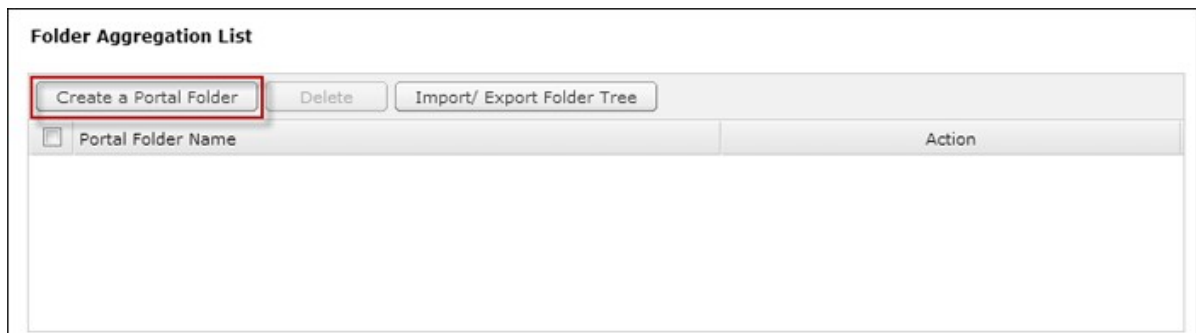 Folder Aggregation List
Create a Portal Folder Delete Import/ Export Folder Tree
Portal Folder Name Action